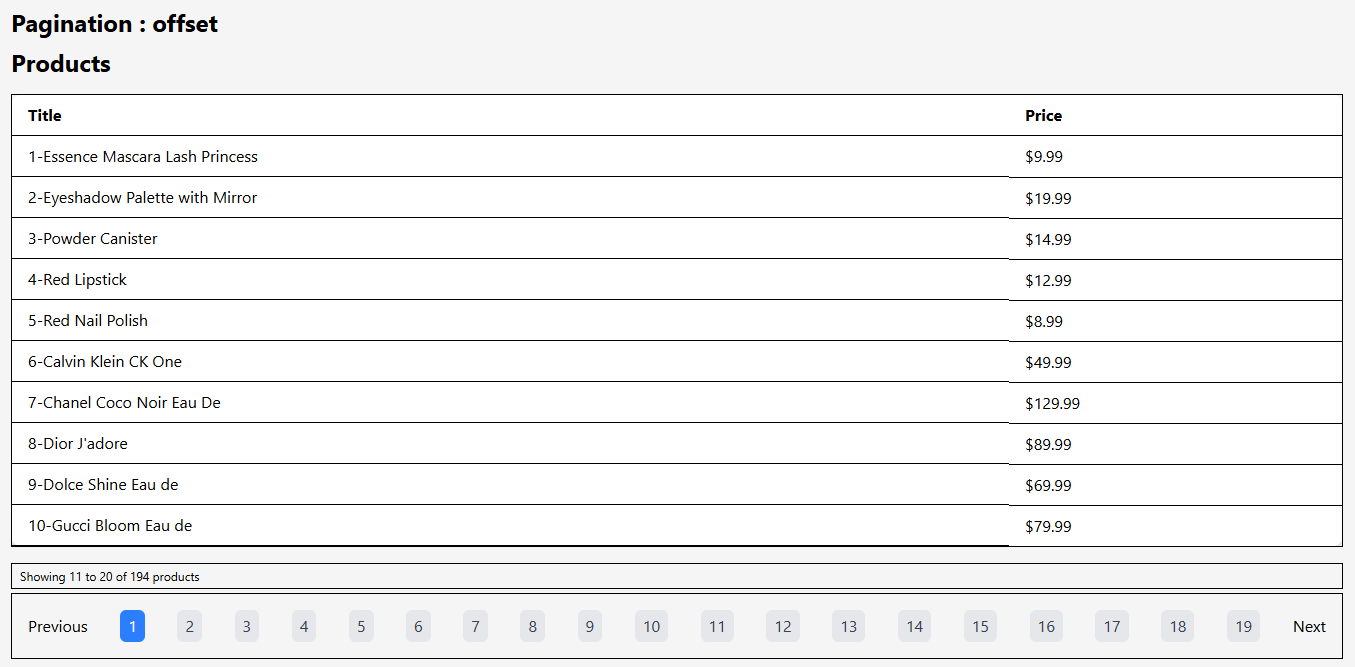 Pagination : offset
Products
Title Price
1-Essence Mascara Lash Princess $9.99
2-Eyeshadow Palette with Mirror $19.99
3-Powder Canister $14.99
4-Red Lipstick $12.99
5-Red Nail Polish $8.99
6-Calvin Klein CK One $49.99
7-Chanel Coco Noir Eau De $129.99
8-Dior J'adore $89.99
9-Dolce Shine Eau de $69.99
10-Gucci Bloom Eau de $79.99
Showing 11 to 20 of 194 products
Previous 1 2 3 4 5 6 7 8 9 10 11 12 13 14 15 16 17 18 19 Next